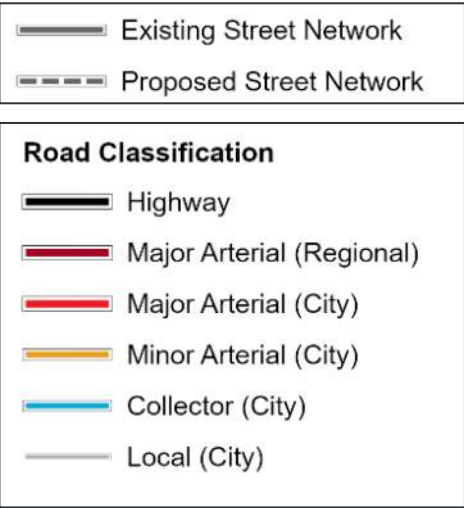 Existing Street Network
Proposed Street Network
Road Classification
Highway
Major Arterial (Regional)
Major Arterial (City)
Minor Arterial (City)
Collector (City)
Local (City)